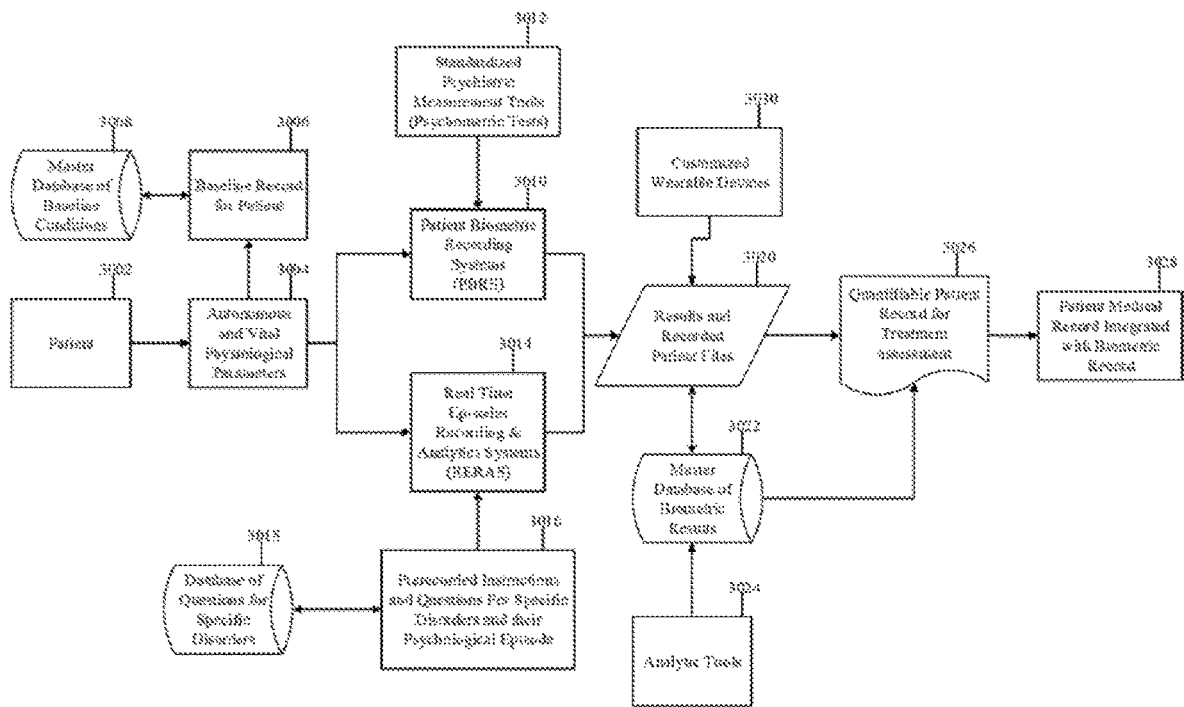 3012
Standardized
Psychiatric
Measurement Tools
(Psychometric Tests)
3008
Master
Database of
Baseline
Conditions
3006
Baseline Record
for Patient
3010
Patient Biometric
Recording
Systems
(PBRS)
3030
Customized
Wearable Devices
3002
Patient
3004
Autonomous
and Vital
Physiological
Parameters
3020
Results and
Recorded
Patient Files
3026
Quantifiable Patient
Record for
Treatment
Assessment
3028
Patient Medical
Record Integrated
with Biometric
Record
3014
Real Time
Episodes
Recording &
Analytics Systems
(RERAS)
3022
Master
Database of
Biometric
Results
3018
Database of
Questions for
Specific
Disorders
3016
Prerecorded Instructions
and Questions For Specific
Disorders and their
Episode
3024
Analytic Tools